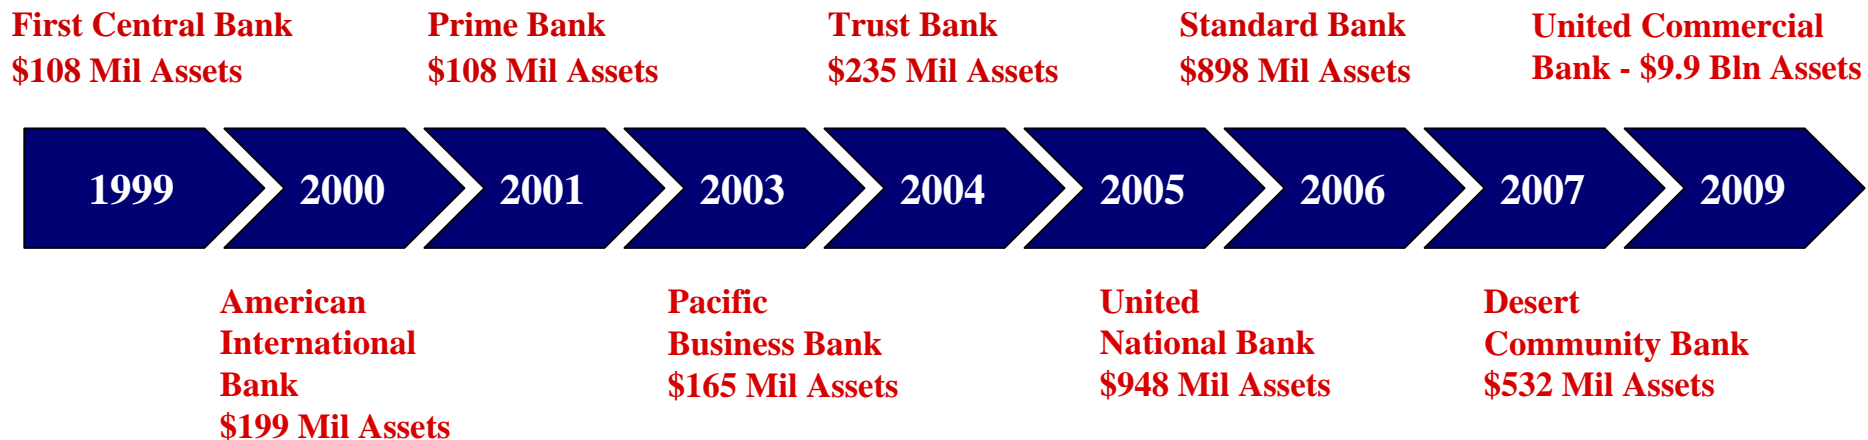 First Central Bank
$108 Mil Assets
Prime Bank
$108 Mil Assets
Trust Bank
$235 Mil Assets
Standard Bank
$898 Mil Assets
United Commercial
Bank - $9.9 Bln Assets
1999
2000
2001
2003
2004
2005
2006
2007
2009
American
International
Bank
$199 Mil Assets
Pacific
Business Bank
$165 Mil Assets
United
National Bank
$948 Mil Assets
Desert
Community Bank
$532 Mil Assets